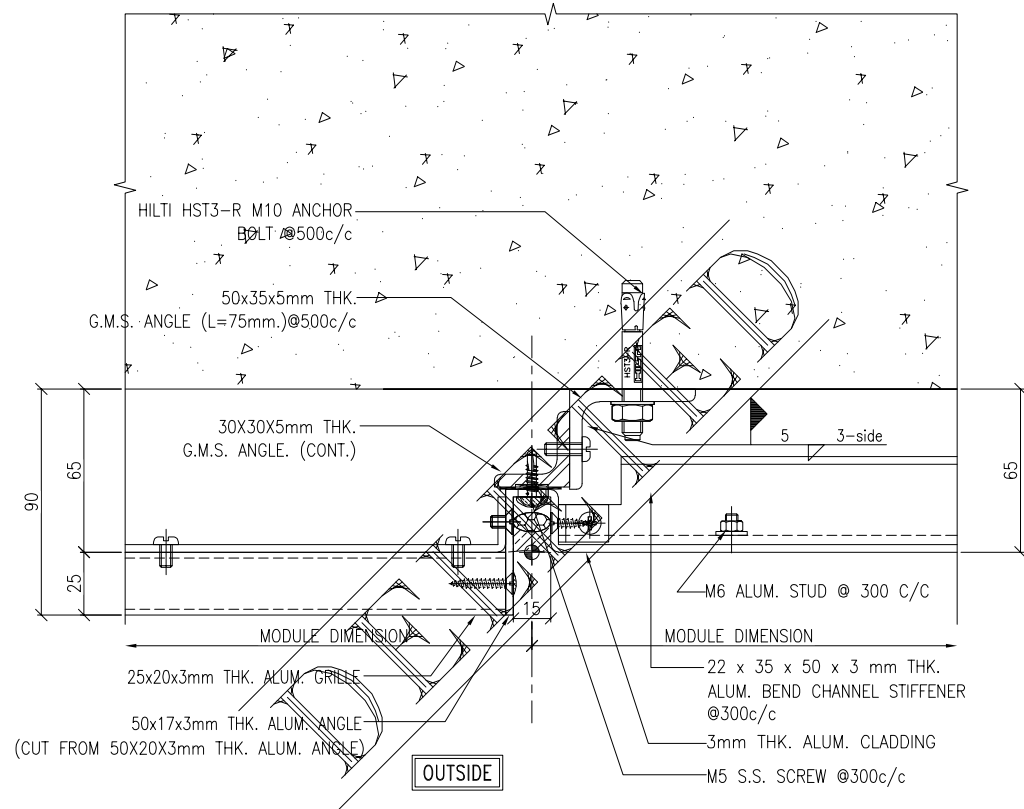 HILTI HST3-R M10 ANCHOR
BOLT @500c/c
50x35x5mm THK.
G.M.S. ANGLE (L=75mm.)@500c/c
HST3-R
30X30X5mm THK.
G.M.S. ANGLE. (CONT.)
5 3-side
90
65
25
65
15
M6 ALUM. STUD @ 300 C/C
MODULE DIMENSION
MODULE DIMENSION
25x20x3mm THK. ALUM. GRILLE
50x17x3mm THK. ALUM. ANGLE
(CUT FROM 50X20X3mm THK. ALUM. ANGLE)
22 x 35 x 50 x 3 mm THK.
ALUM. BEND CHANNEL STIFFENER
@300c/c
3mm THK. ALUM. CLADDING
M5 S.S. SCREW @300c/c
OUTSIDE
DELETED